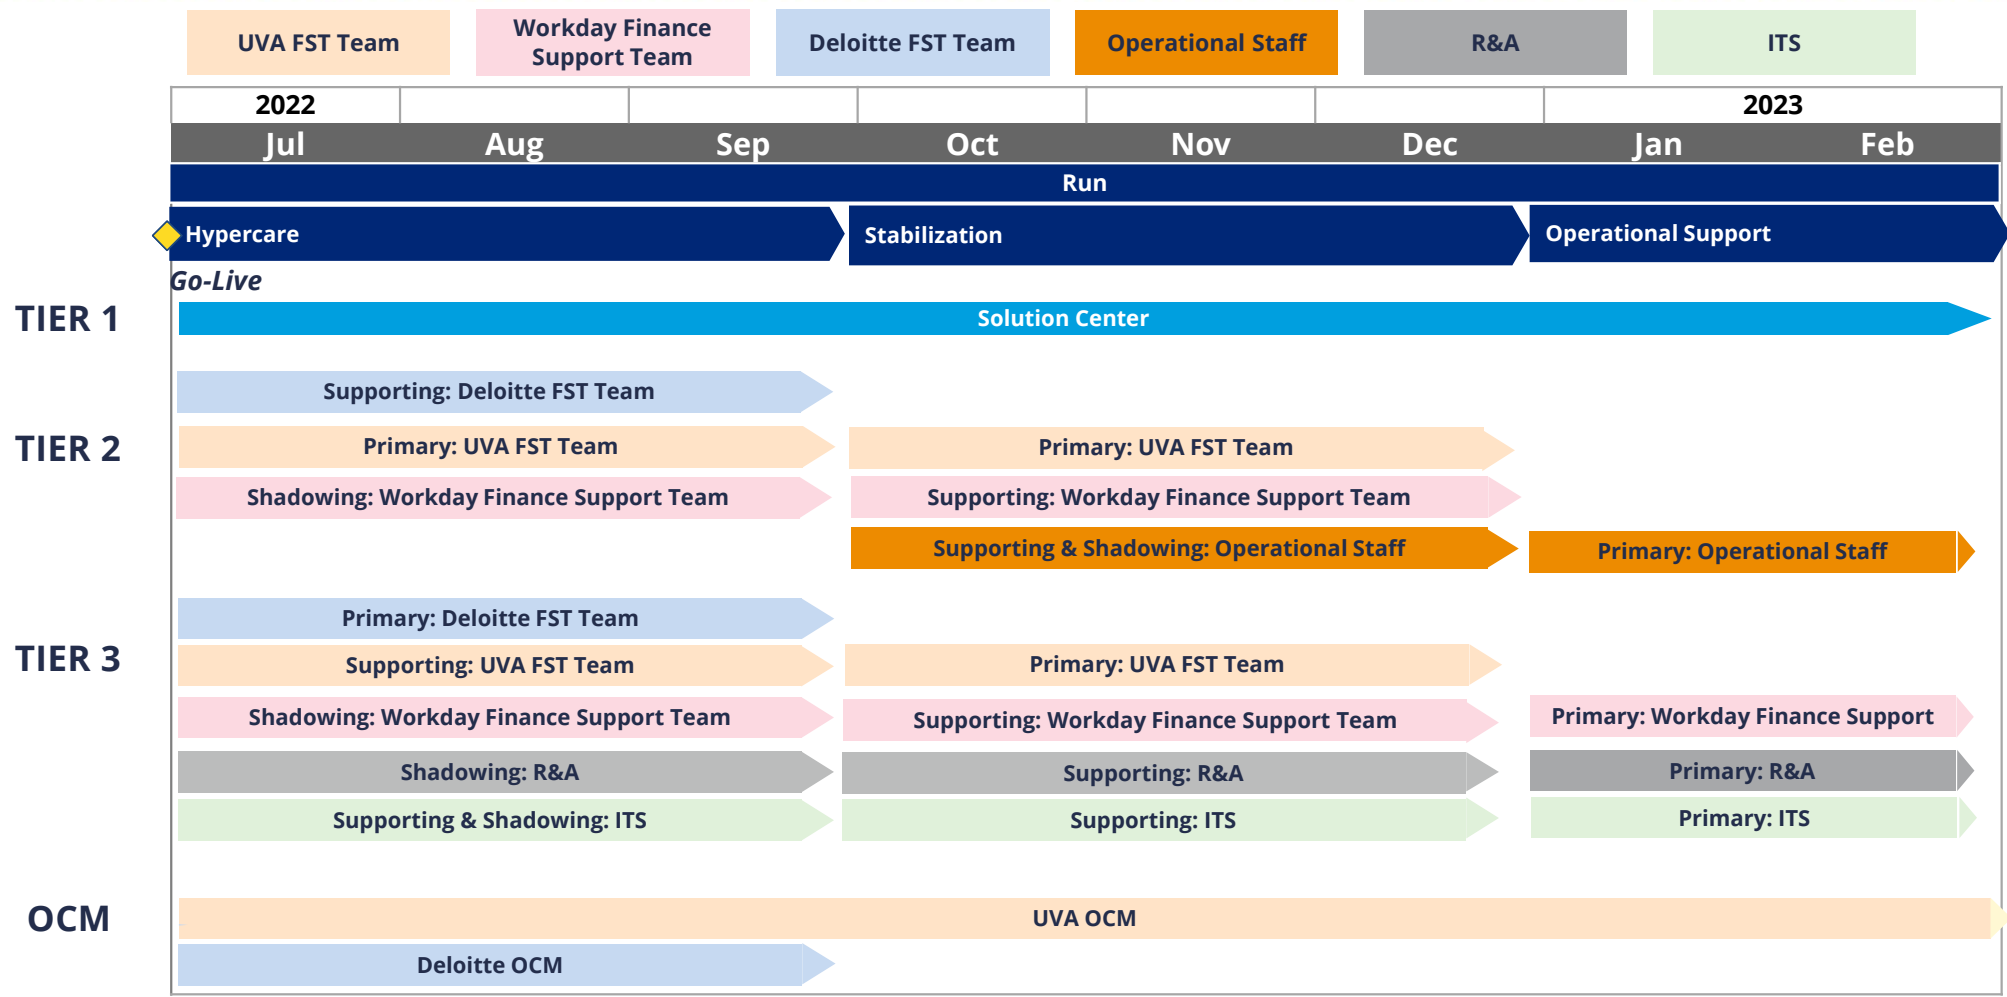 UVA FST Team
Workday Finance
Support Team
Deloitte FST Team
Operational Staff
R&A
ITS
2022
2023
Jul
Aug
Sep
Oct
Nov
Dec
Jan
Feb
Run
Hypercare
Stabilization
Operational Support
Go-Live
TIER 1
Solution Center
Supporting: Deloitte FST Team
TIER 2
Primary: UVA FST Team
Primary: UVA FST Team
Shadowing: Workday Finance Support Team
Supporting: Workday Finance Support Team
Supporting & Shadowing: Operational Staff
Primary: Operational Staff
Primary: Deloitte FST Team
TIER 3
Supporting: UVA FST Team
Primary: UVA FST Team
Shadowing: Workday Finance Support Team
Supporting: Workday Finance Support Team
Primary: Workday Finance Support
Shadowing: R&A
Supporting: R&A
Primary: R&A
Supporting & Shadowing: ITS
Supporting: ITS
Primary: ITS
OCM
UVA OCM
Deloitte OCM